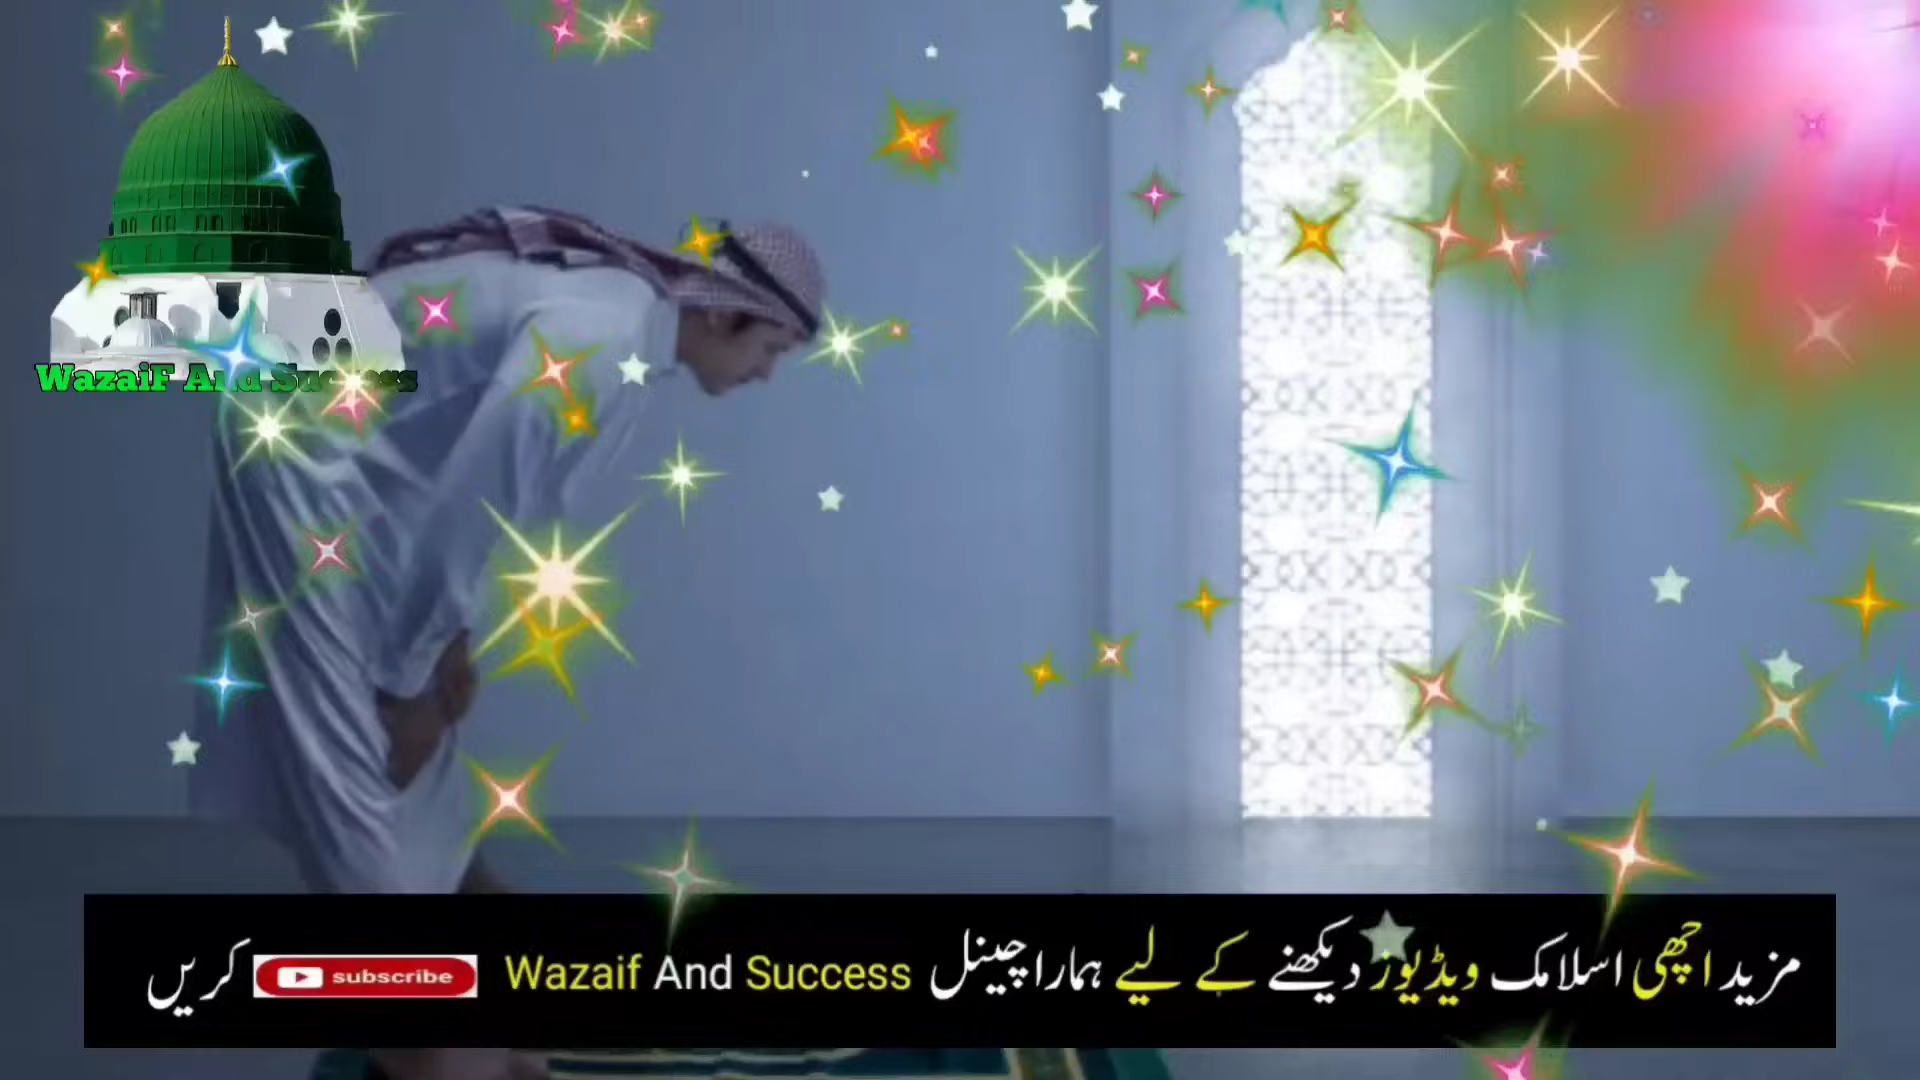 WazaiF And Success
مزید اچھی اسلامک ویڈیوز دیکھنے کے لیے ہمارا چینل Wazaif And Success subscribe کریں